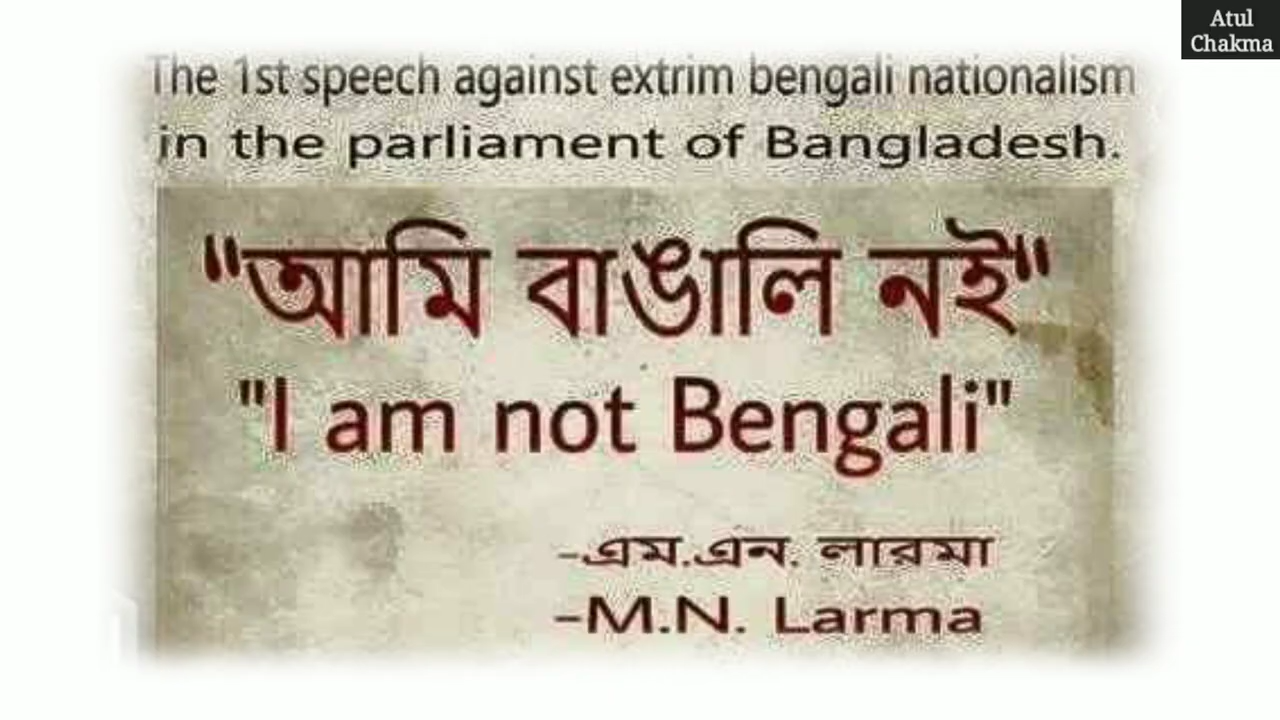 Atul
Chakma
The 1st speech against extrim bengali nationalism
in the parliament of Bangladesh.
"আমি বাঙালি নই"
"I am not Bengali"
-এম.এন. লারমা
-M.N. Larma